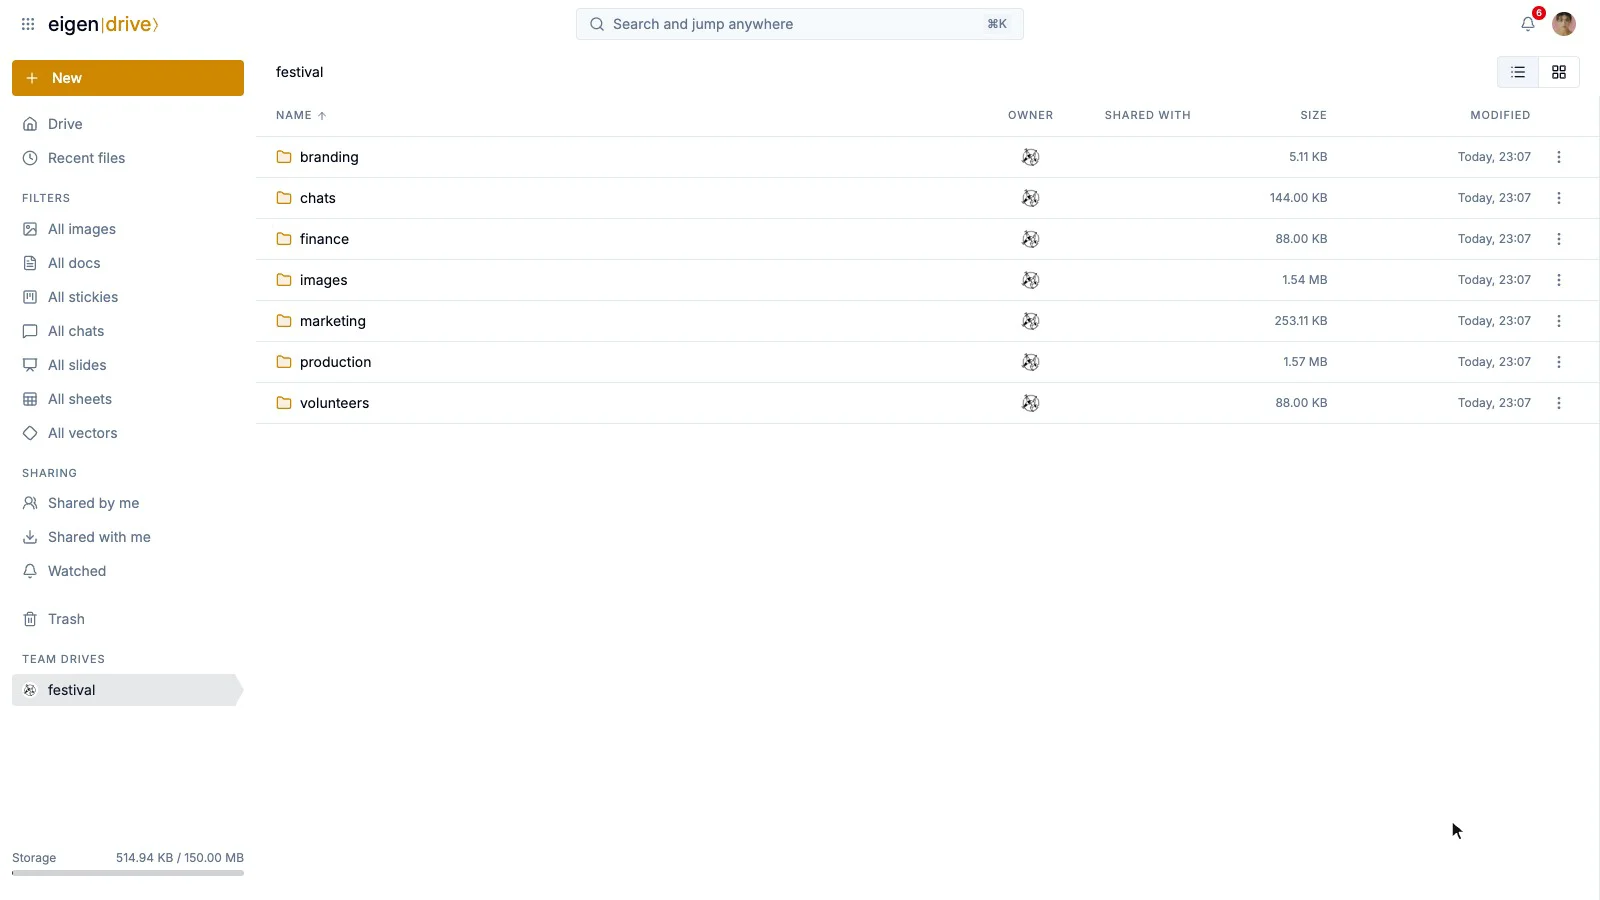 eigen|drive⟩
Search and jump anywhere ⌘K
6
New
festival
Drive
Recent files
FILTERS
All images
All docs
All stickies
All chats
All slides
All sheets
All vectors
SHARING
Shared by me
Shared with me
Watched
Trash
TEAM DRIVES
festival
Storage 514.94 KB / 150.00 MB
NAME OWNER SHARED WITH SIZE MODIFIED
branding 5.11 KB Today, 23:07
chats 144.00 KB Today, 23:07
finance 88.00 KB Today, 23:07
images 1.54 MB Today, 23:07
marketing 253.11 KB Today, 23:07
production 1.57 MB Today, 23:07
volunteers 88.00 KB Today, 23:07